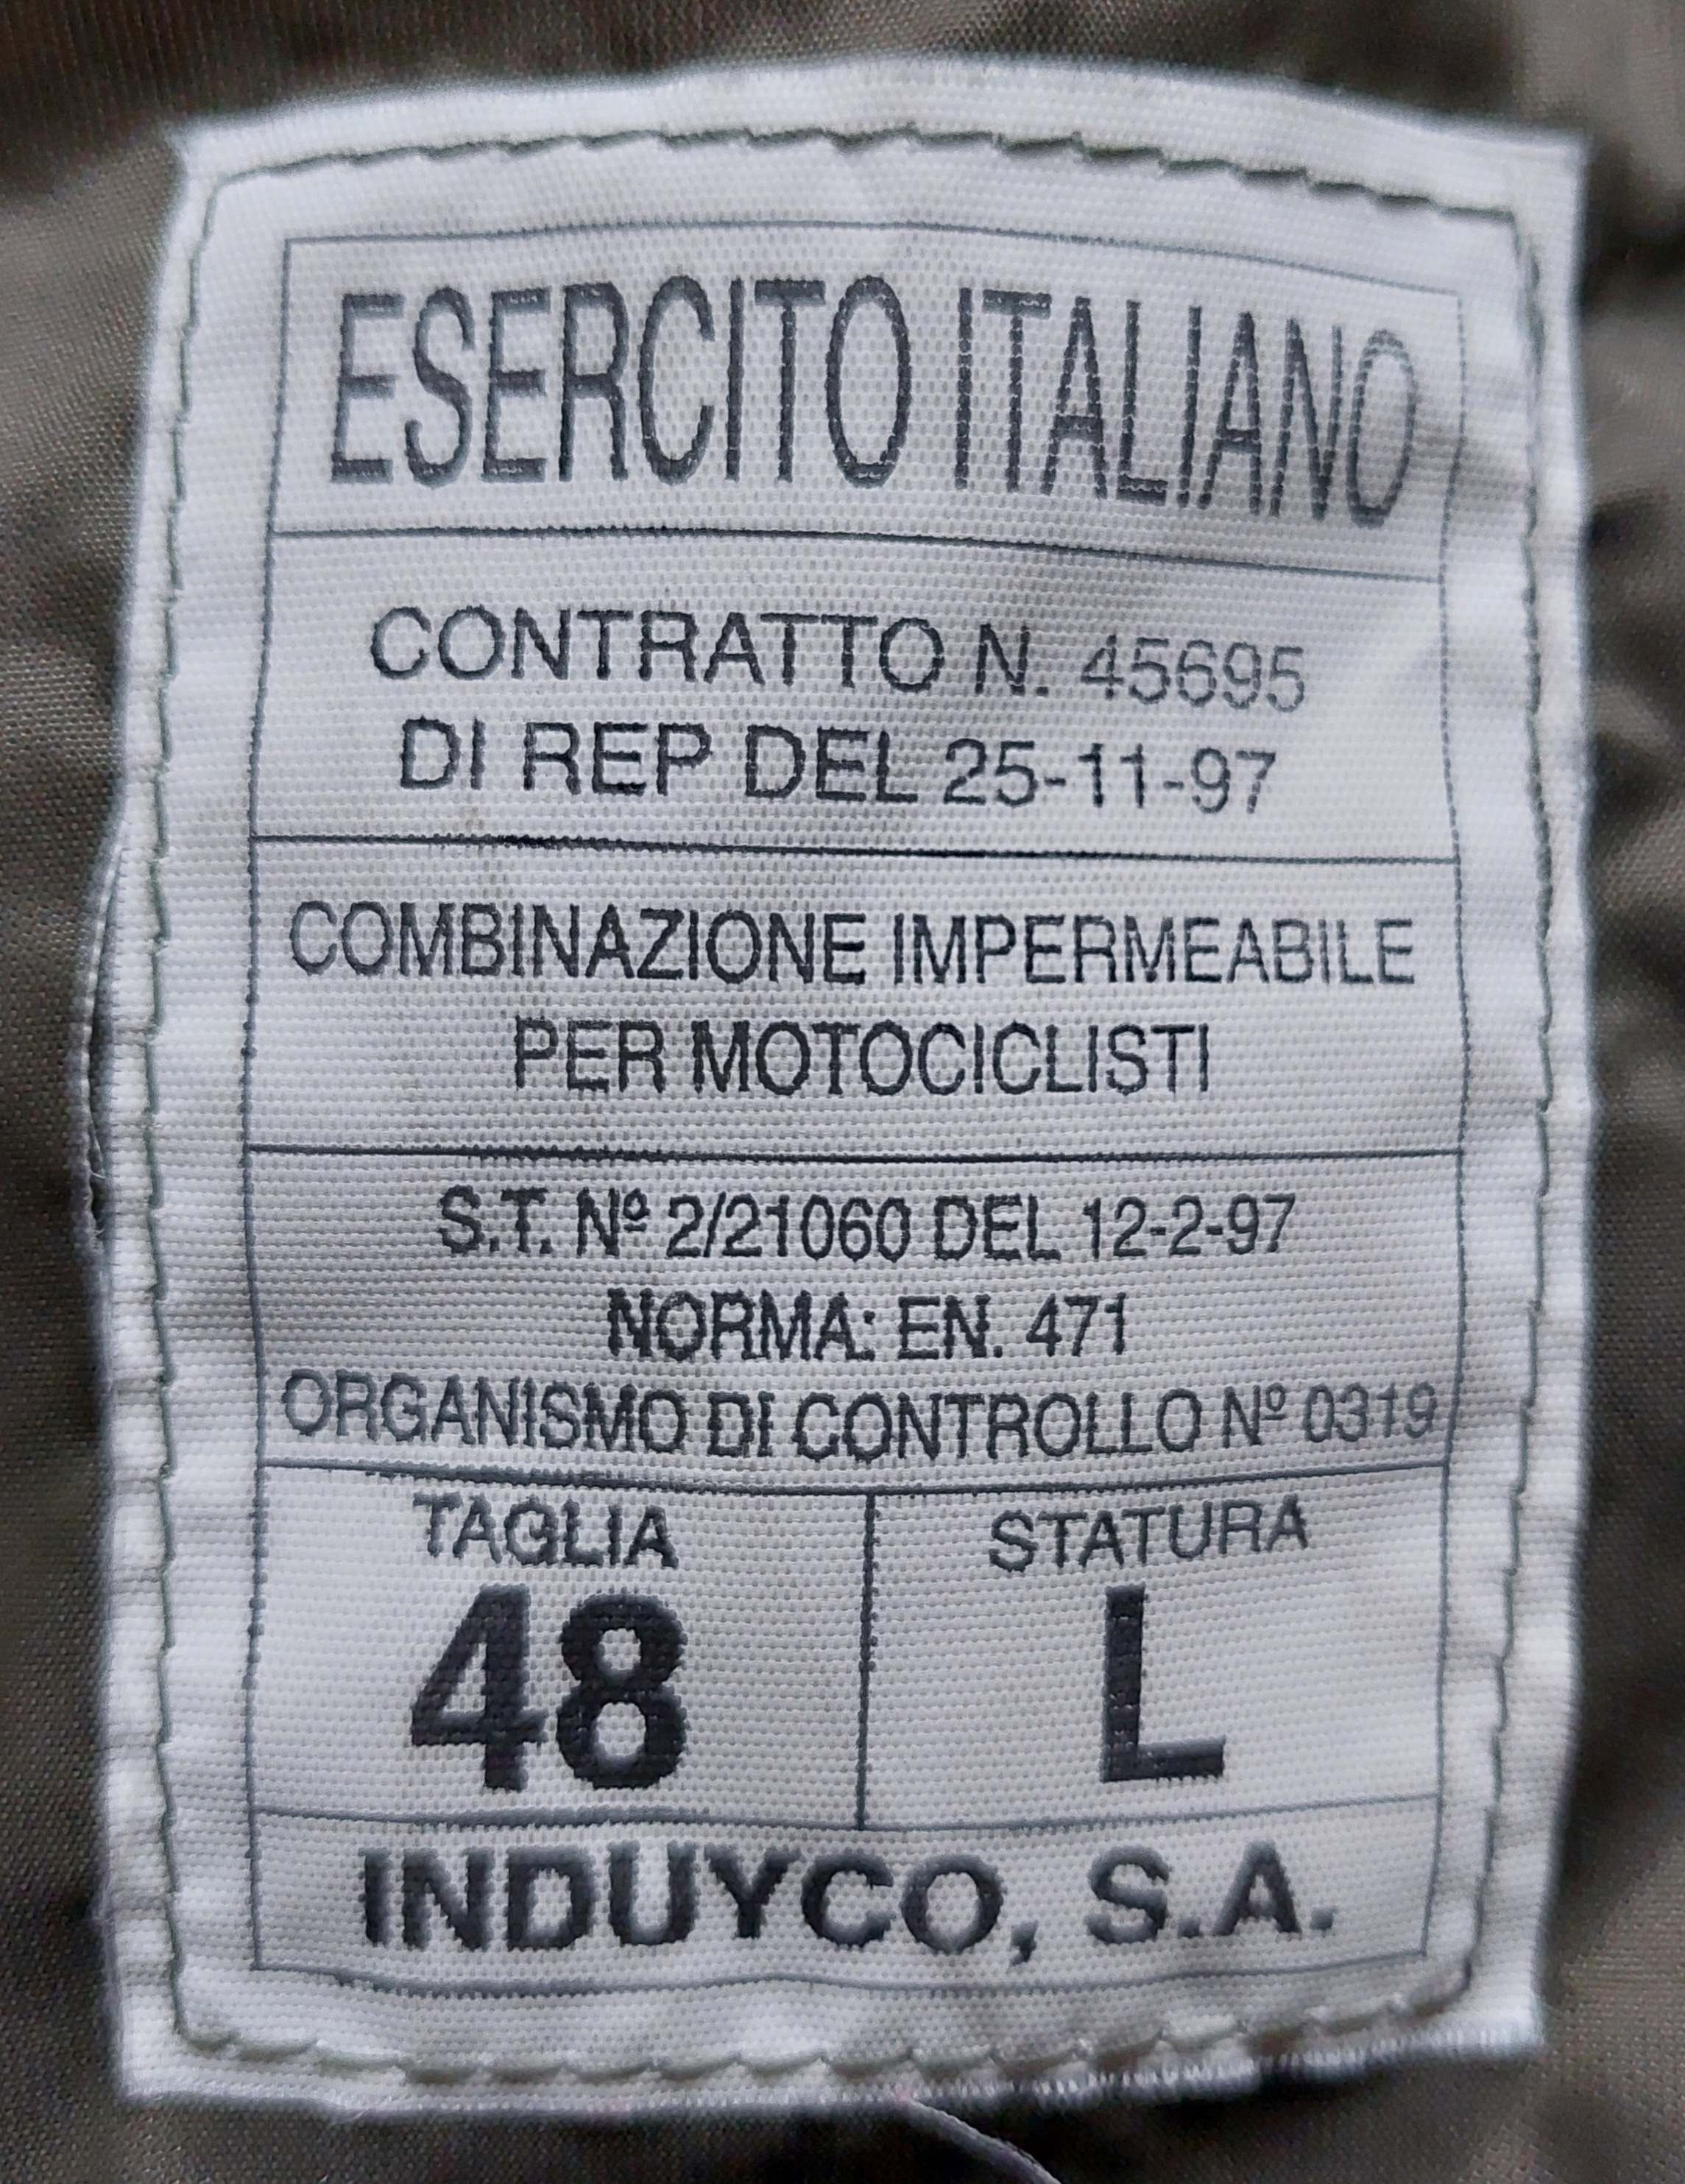 ESERCITO ITALIANO
CONTRATTO N. 45695
DI REP DEL 25-11-97
COMBINAZIONE IMPERMEABILE
PER MOTOCICLISTI
S.T. Nº 2/21060 DEL 12-2-97
NORMA: EN. 471
ORGANISMO DI CONTROLLO Nº 0319
TAGLIA STATURA
48 L
INDUYCO, S.A.